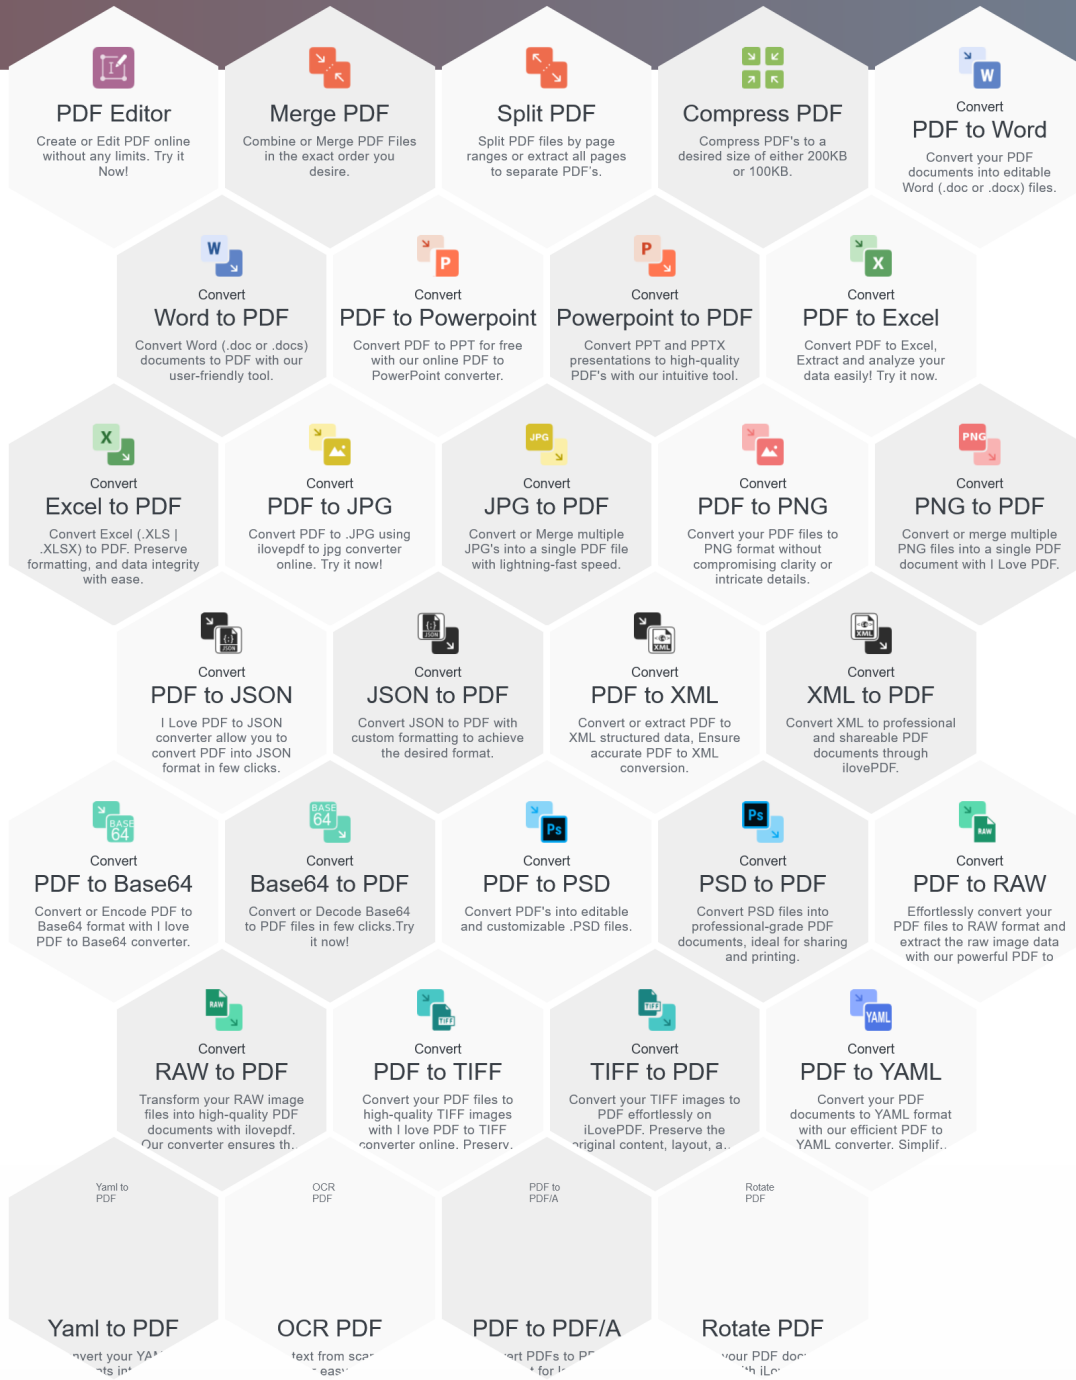 PDF Editor
Create or Edit PDF online
without any limits. Try it
Now!
Merge PDF
Combine or Merge PDF Files
in the exact order you
desire.
Split PDF
Split PDF files by page
ranges or extract all pages
to separate PDF's.
Compress PDF
Compress PDF's to a
desired size of either 200KB
or 100KB.
W
Convert
PDF to Word
Convert your PDF
documents into editable
Word (.doc or .docx) files.
W
Convert
Word to PDF
Convert Word (.doc or .docs)
documents to PDF with our
user-friendly tool.
P
Convert
PDF to Powerpoint
Convert PDF to PPT for free
with our online PDF to
PowerPoint converter.
P
Convert
Powerpoint to PDF
Convert PPT and PPTX
presentations to high-quality
PDF's with our intuitive tool.
X
Convert
PDF to Excel
Convert PDF to Excel,
Extract and analyze your
data easily! Try it now.
X
Convert
Excel to PDF
Convert Excel (.XLS |
.XLSX) to PDF. Preserve
formatting, and data integrity
with ease.
Convert
PDF to JPG
Convert PDF to .JPG using
ilovepdf to jpg converter
online. Try it now!
JPG
Convert
JPG to PDF
Convert or Merge multiple
JPG's into a single PDF file
with lightning-fast speed.
Convert
PDF to PNG
Convert your PDF files to
PNG format without
compromising clarity or
intricate details.
PNG
Convert
PNG to PDF
Convert or merge multiple
PNG files into a single PDF
document with I Love PDF.
{:}
JSON
Convert
PDF to JSON
I Love PDF to JSON
converter allow you to
convert PDF into JSON
format in few clicks.
{:}
JSON
Convert
JSON to PDF
Convert JSON to PDF with
custom formatting to achieve
the desired format.
XML
Convert
PDF to XML
Convert or extract PDF to
XML structured data, Ensure
accurate PDF to XML
conversion.
XML
Convert
XML to PDF
Convert XML to professional
and shareable PDF
documents through
ilovePDF.
BASE
64
Convert
PDF to Base64
Convert or Encode PDF to
Base64 format with I love
PDF to Base64 converter.
BASE
64
Convert
Base64 to PDF
Convert or Decode Base64
to PDF files in few clicks.Try
it now!
Ps
Convert
PDF to PSD
Convert PDF's into editable
and customizable .PSD files.
Ps
Convert
PSD to PDF
Convert PSD files into
professional-grade PDF
documents, ideal for sharing
and printing.
RAW
Convert
PDF to RAW
Effortlessly convert your
PDF files to RAW format and
extract the raw image data
with our powerful PDF to
RAW
Convert
RAW to PDF
Transform your RAW image
files into high-quality PDF
documents with ilovepdf.
Our converter ensures th..
TIFF
Convert
PDF to TIFF
Convert your PDF files to
high-quality TIFF images
with I love PDF to TIFF
converter online. Preserv.
TIFF
Convert
TIFF to PDF
Convert your TIFF images to
PDF effortlessly on
iLovePDF. Preserve the
original content, layout, a..
YAML
Convert
PDF to YAML
Convert your PDF
documents to YAML format
with our efficient PDF to
YAML converter. Simplif..
Yaml to
PDF
Yaml to PDF
your
OCR
PDF
OCR PDF
text from
PDF to
PDF/A
PDF to PDF/A
PDFs to
Rotate
PDF
Rotate PDF
your PDF